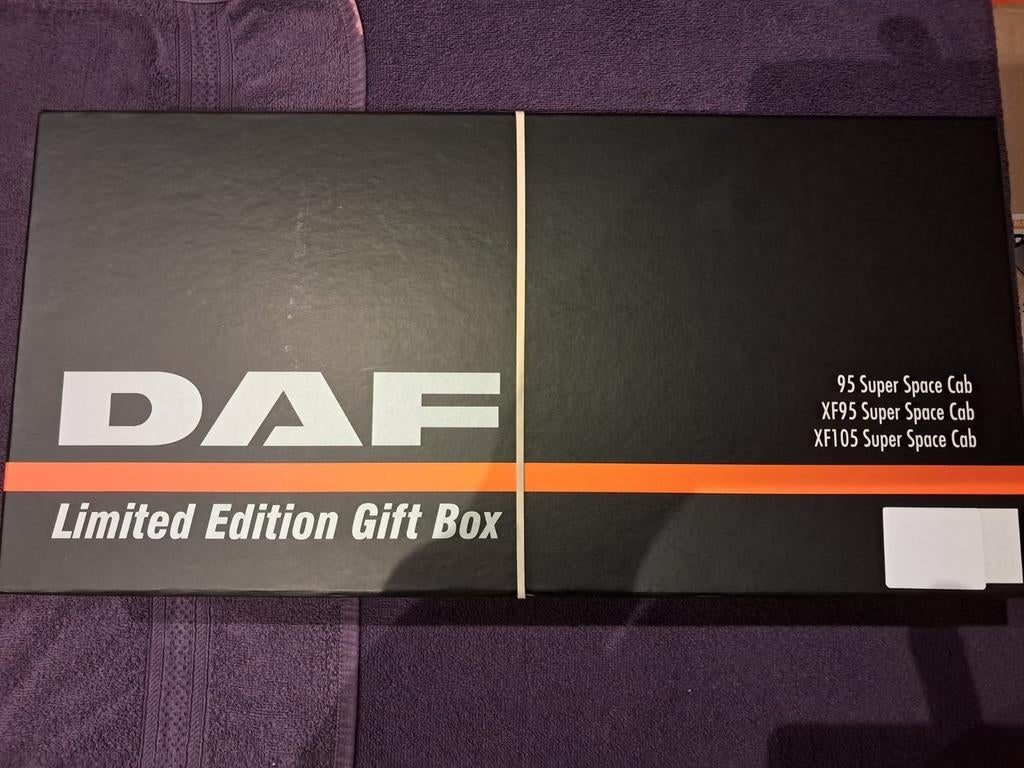 DAF
Limited Edition Gift Box
95 Super Space Cab
XF95 Super Space Cab
XF105 Super Space Cab